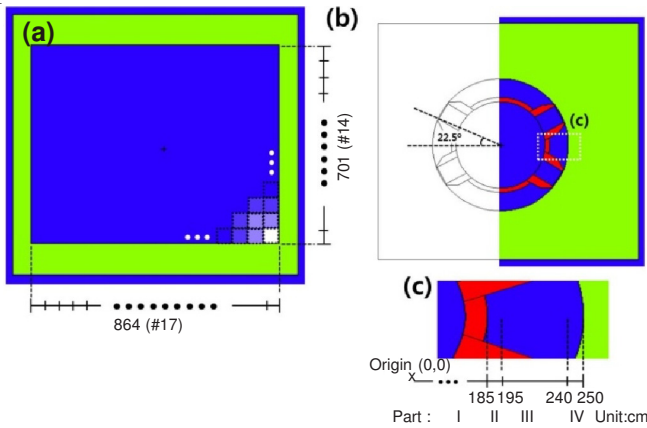 (a)
701 (#14)
864 (#17)
(b)
22.5°
(c)
(c)
Origin (0,0)
x
185 195 240 250
Part : I II III IV Unit:cm